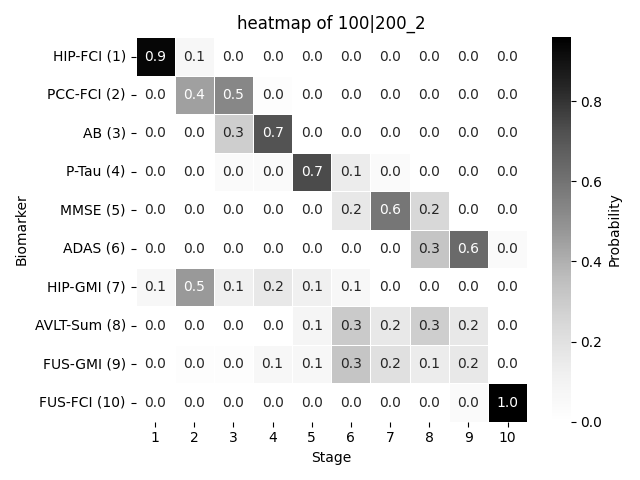 heatmap of 100|200_2
HIP-FCI (1) 0.9 0.1 0.0 0.0 0.0 0.0 0.0 0.0 0.0 0.0
PCC-FCI (2) 0.0 0.4 0.5 0.0 0.0 0.0 0.0 0.0 0.0 0.0
AB (3) 0.0 0.0 0.3 0.7 0.0 0.0 0.0 0.0 0.0 0.0
P-Tau (4) 0.0 0.0 0.0 0.0 0.7 0.1 0.0 0.0 0.0 0.0
MMSE (5) 0.0 0.0 0.0 0.0 0.0 0.2 0.6 0.2 0.0 0.0
ADAS (6) 0.0 0.0 0.0 0.0 0.0 0.0 0.0 0.3 0.6 0.0
HIP-GMI (7) 0.1 0.5 0.1 0.2 0.1 0.1 0.0 0.0 0.0 0.0
AVLT-Sum (8) 0.0 0.0 0.0 0.0 0.1 0.3 0.2 0.3 0.2 0.0
FUS-GMI (9) 0.0 0.0 0.0 0.1 0.1 0.3 0.2 0.1 0.2 0.0
FUS-FCI (10) 0.0 0.0 0.0 0.0 0.0 0.0 0.0 0.0 0.0 1.0
1 2 3 4 5 6 7 8 9 10
Stage
Biomarker
0.8
0.6
0.4
0.2
0.0
Probability